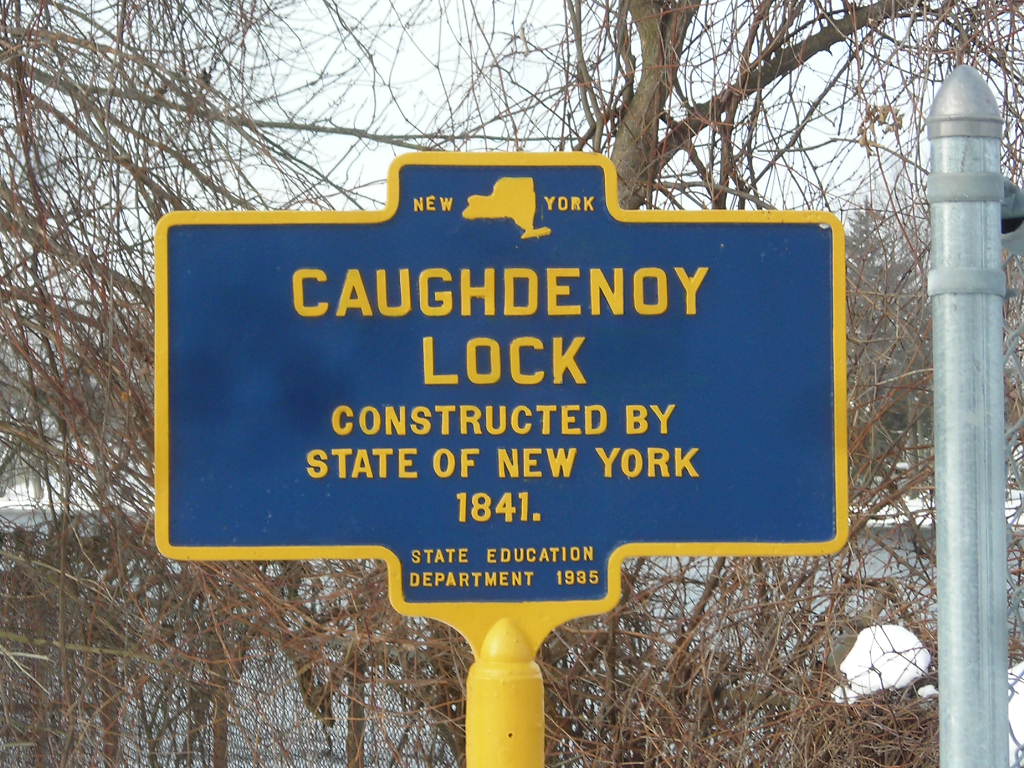 NEW YORK
CAUGHDENOY
LOCK
CONSTRUCTED BY
STATE OF NEW YORK
1841.
STATE EDUCATION
DEPARTMENT 1935